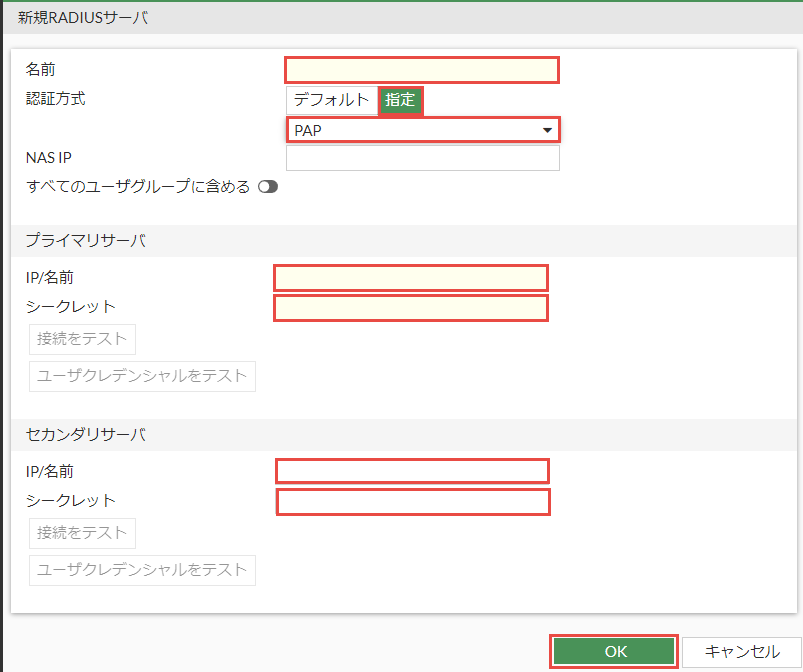 新規RADIUSサーバ
名前
認証方式 デフォルト 指定
PAP
NAS IP
すべてのユーザグループに含める
プライマリサーバ
IP/名前
シークレット
接続をテスト
ユーザクレデンシャルをテスト
セカンダリサーバ
IP/名前
シークレット
接続をテスト
ユーザクレデンシャルをテスト
OK キャンセル